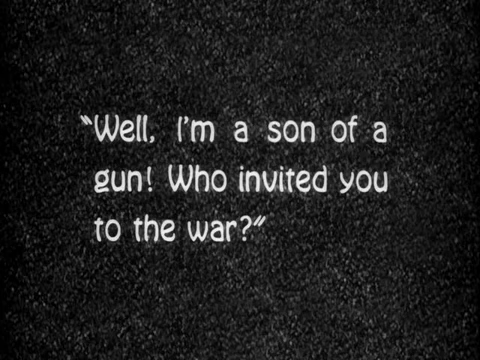 “Well, I'm a son of a
gun! Who invited you
to the war?”